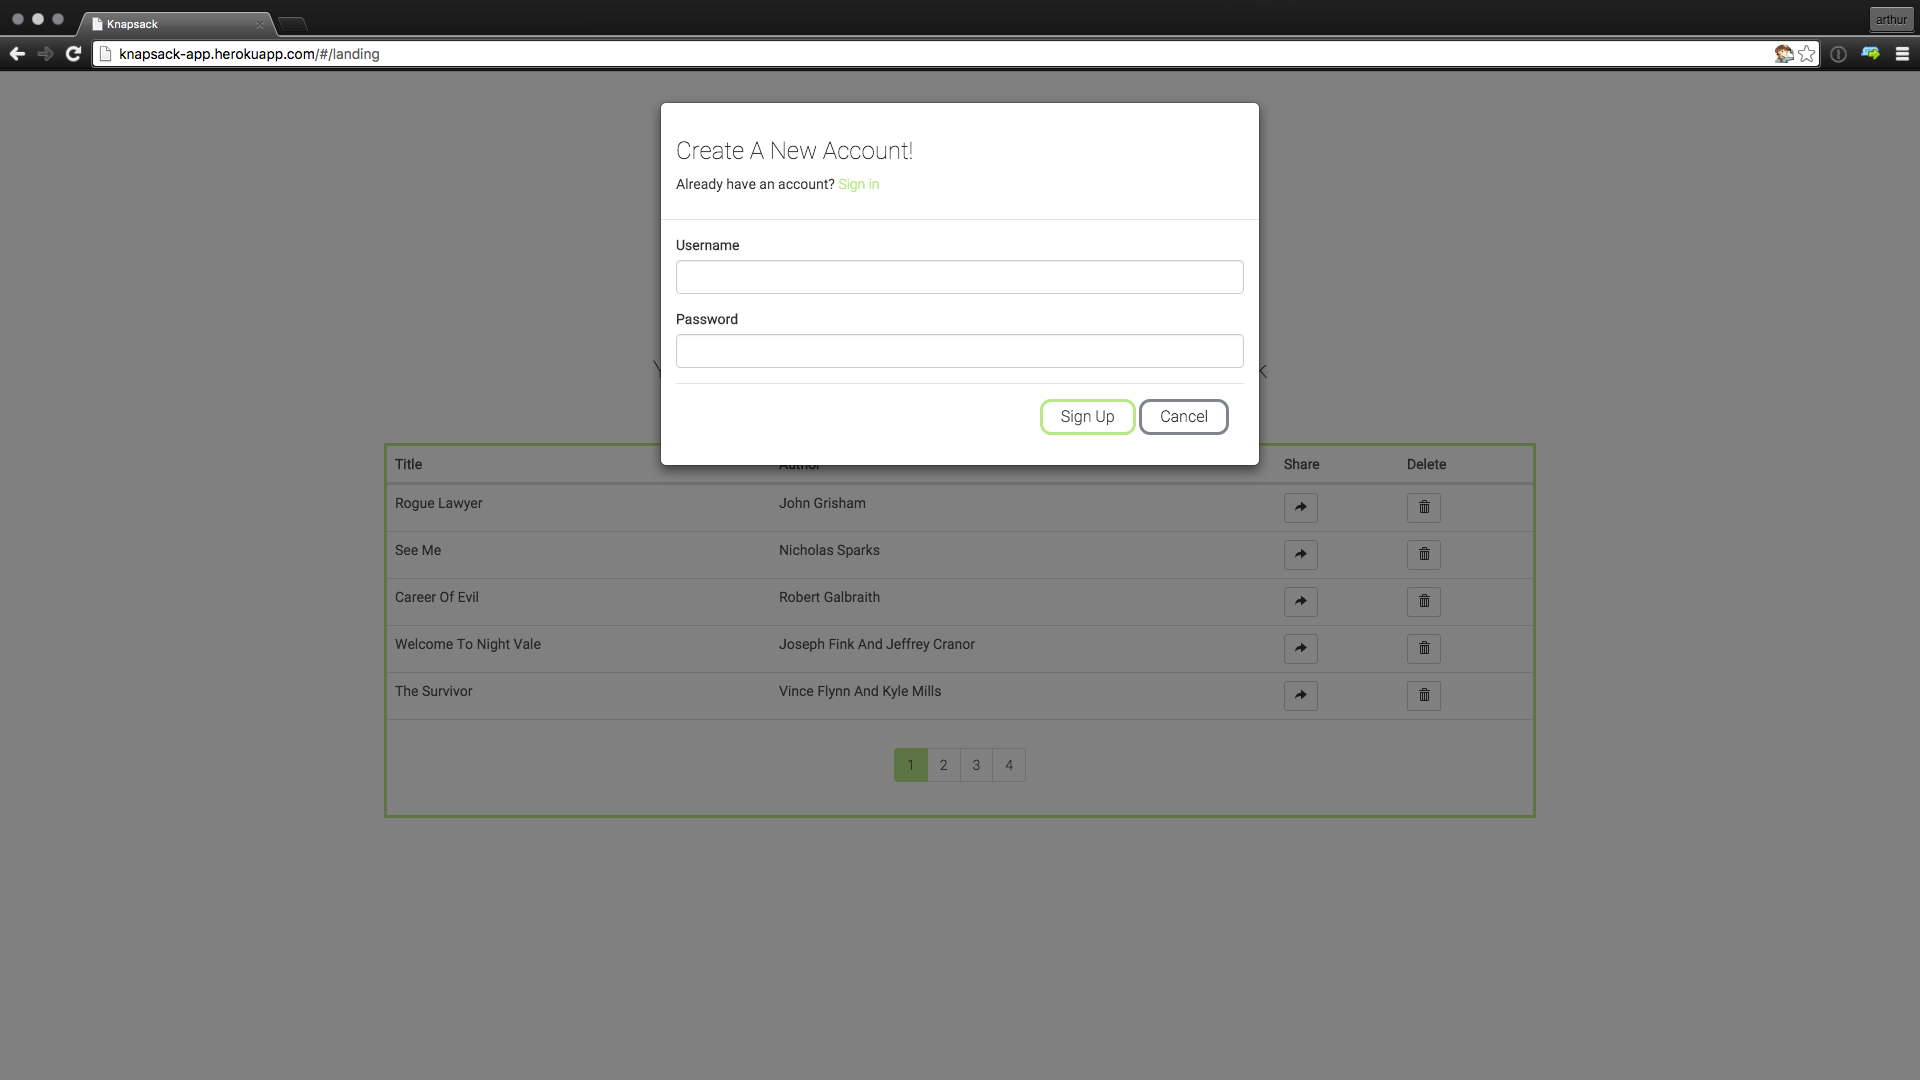 Knapsack
arthur
knapsack-app.herokuapp.com/#/landing
Create A New Account!
Already have an account? Sign in
Username
Password
Sign Up Cancel
Title Author Share Delete
Rogue Lawyer John Grisham
See Me Nicholas Sparks
Career Of Evil Robert Galbraith
Welcome To Night Vale Joseph Fink And Jeffrey Cranor
The Survivor Vince Flynn And Kyle Mills
1 2 3 4